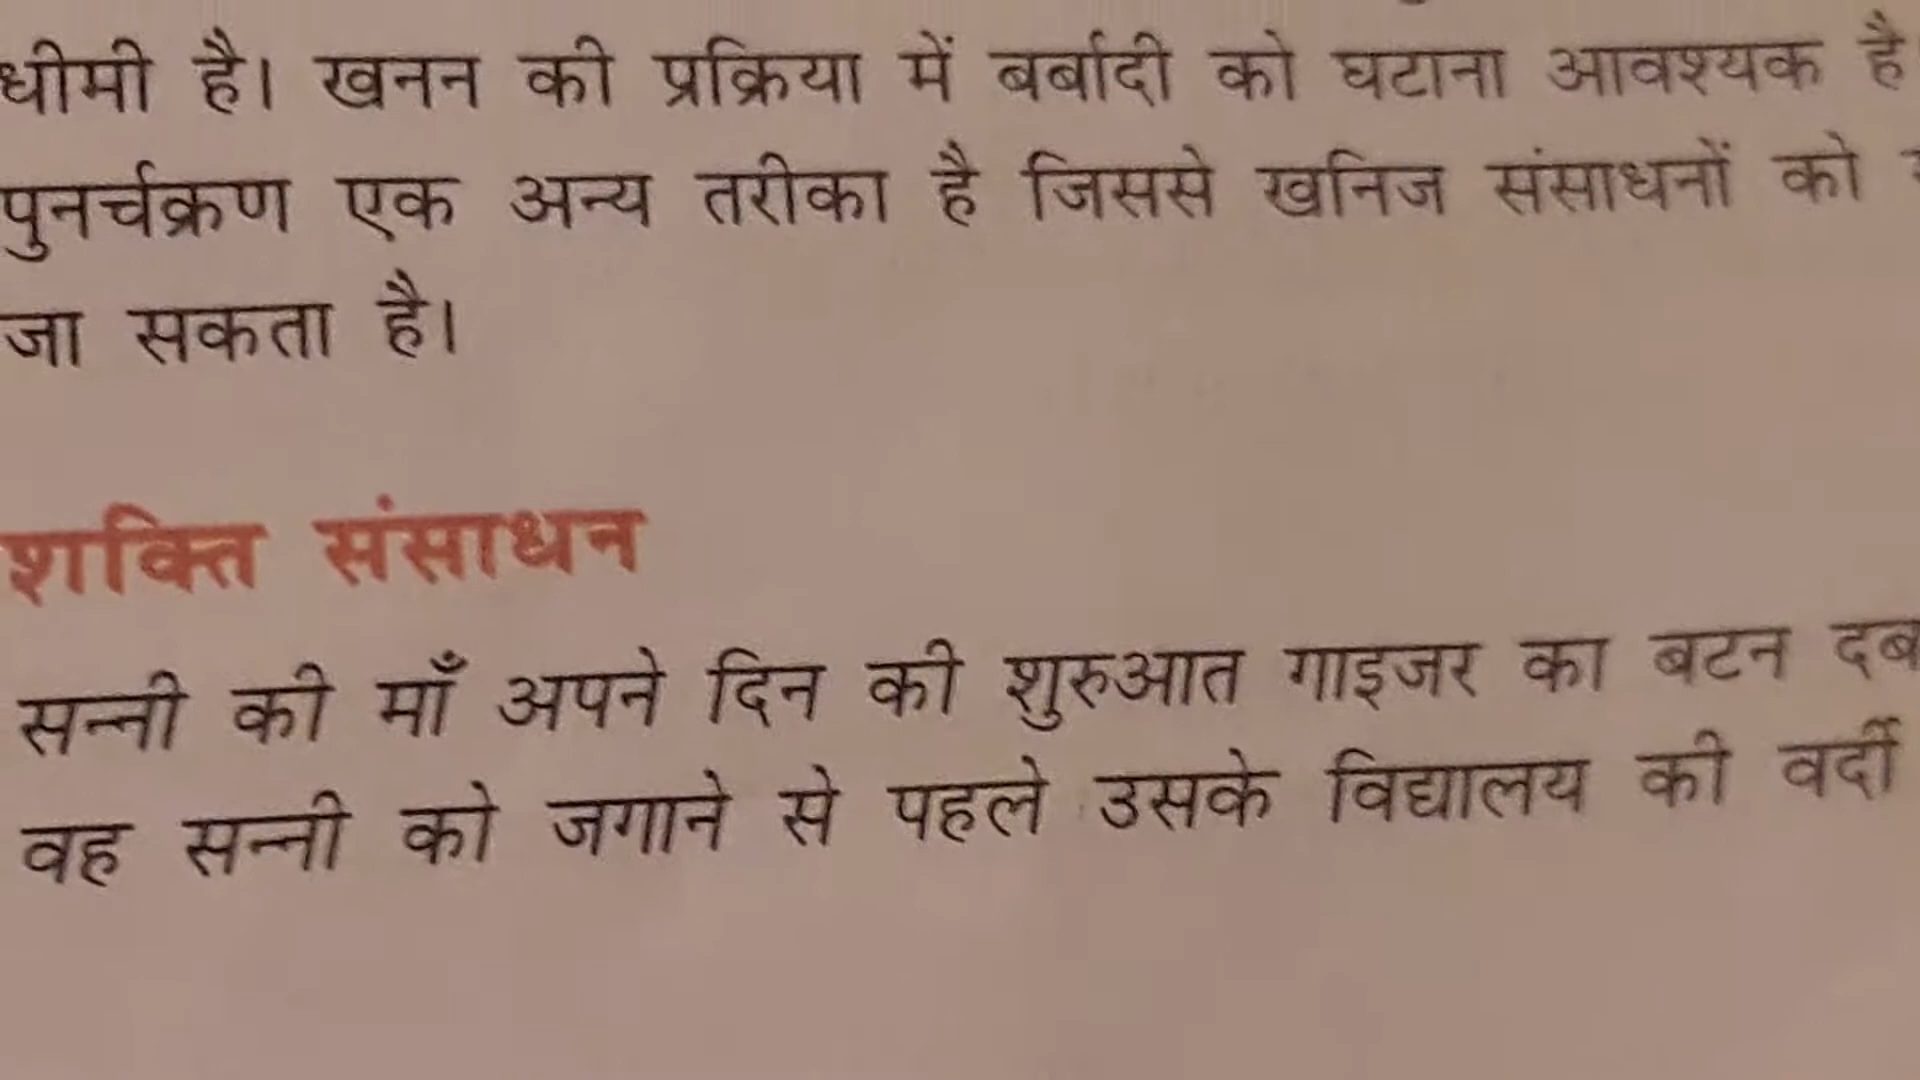 धीमी है। खनन की प्रक्रिया में बर्बादी को घटाना आवश्यक है
पुनर्चक्रण एक अन्य तरीका है जिससे खनिज संसाधनों को
जा सकता है।
शक्ति संसाधन
सन्नी की माँ अपने दिन की शुरुआत गाइजर का बटन दब
वह सन्नी को जगाने से पहले उसके विद्यालय की वर्दी